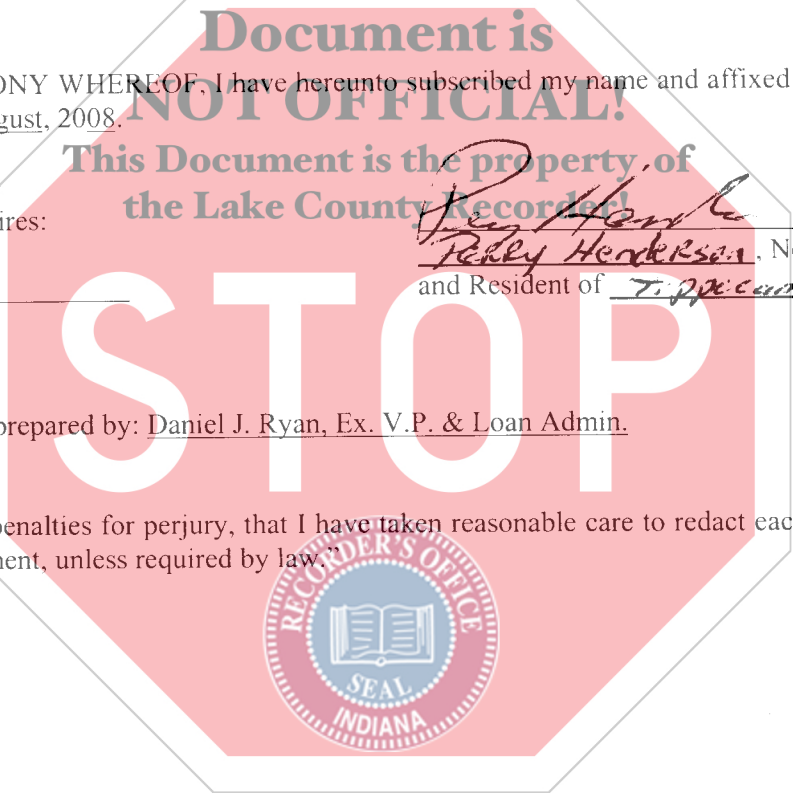 Document is
ONY WHEREOF, I have hereunto subscribed my name and affixed
NOT OFFICIAL!
gust, 2008.
This Document is the property of
the Lake County Recorder!
ires:
Perry Henderson, N
and Resident of Tippecan
STOP
prepared by: Daniel J. Ryan, Ex. V.P. & Loan Admin.
penalties for perjury, that I have taken reasonable care to redact eac
ent, unless required by law."
RECORDER'S OFFICE
SEAL
INDIANA